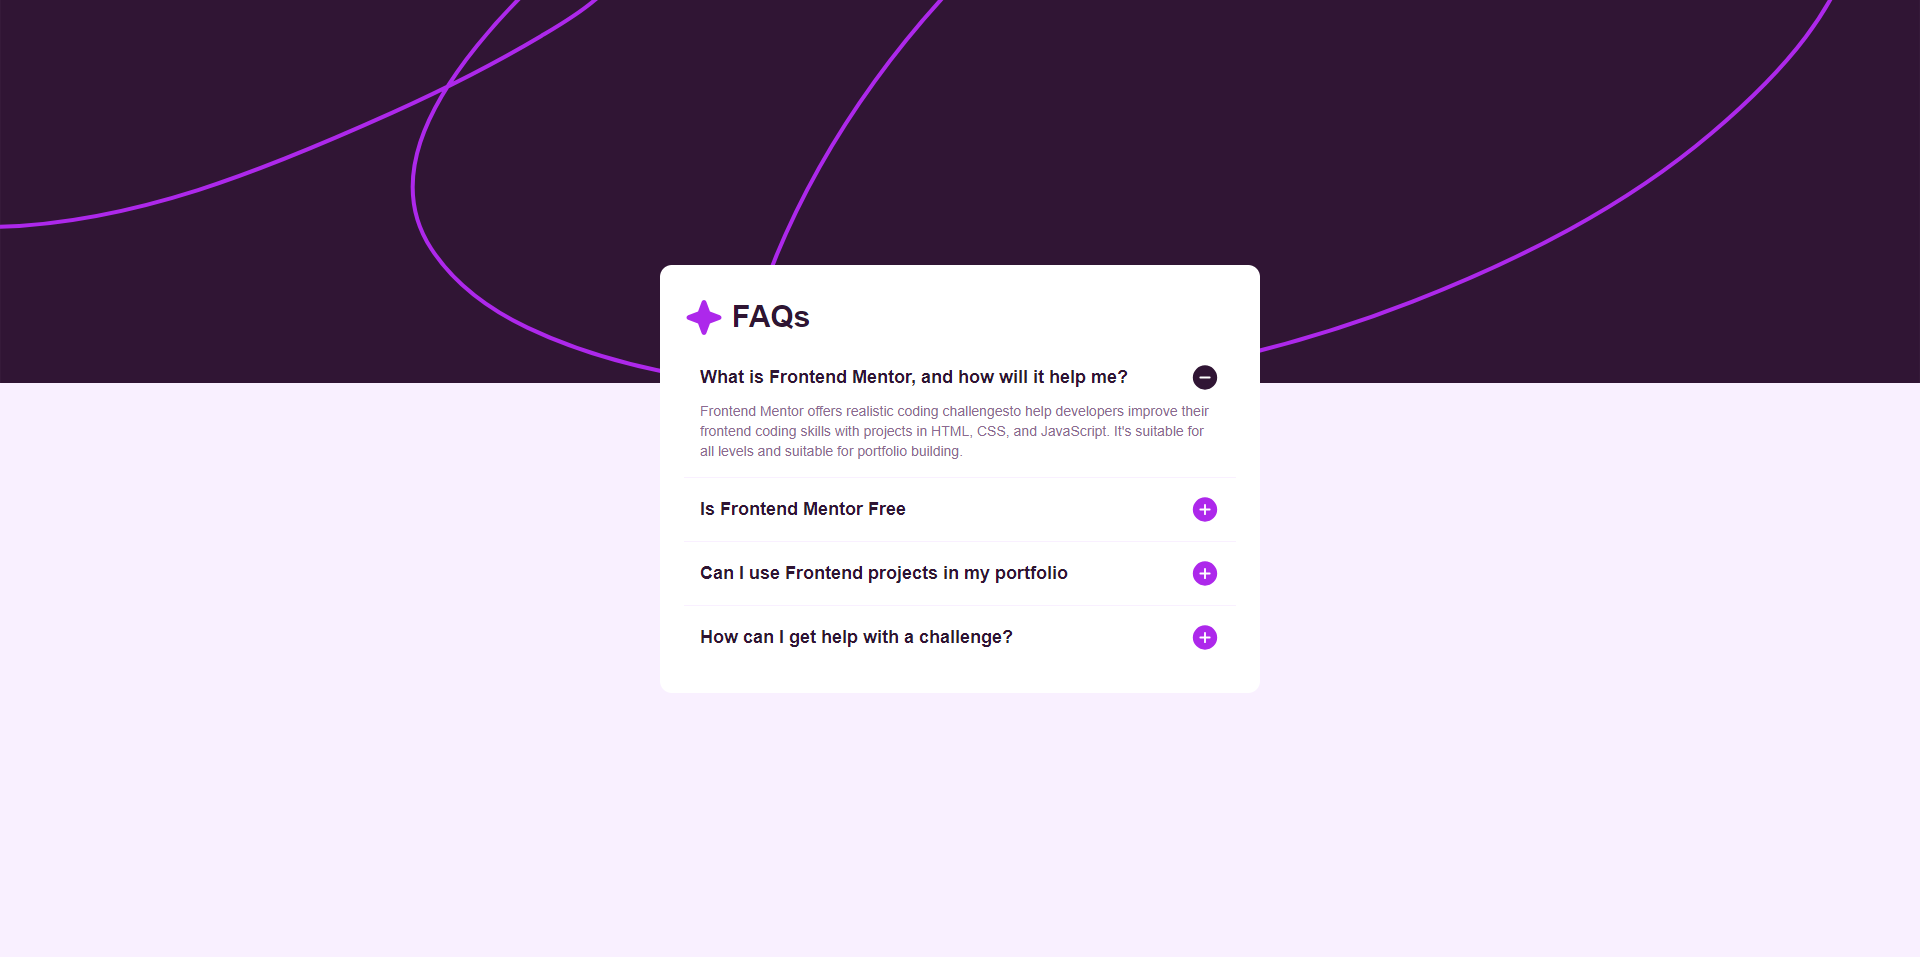 FAQs
What is Frontend Mentor, and how will it help me?
Frontend Mentor offers realistic coding challengesto help developers improve their
frontend coding skills with projects in HTML, CSS, and JavaScript. It's suitable for
all levels and suitable for portfolio building.
Is Frontend Mentor Free
Can I use Frontend projects in my portfolio
How can I get help with a challenge?